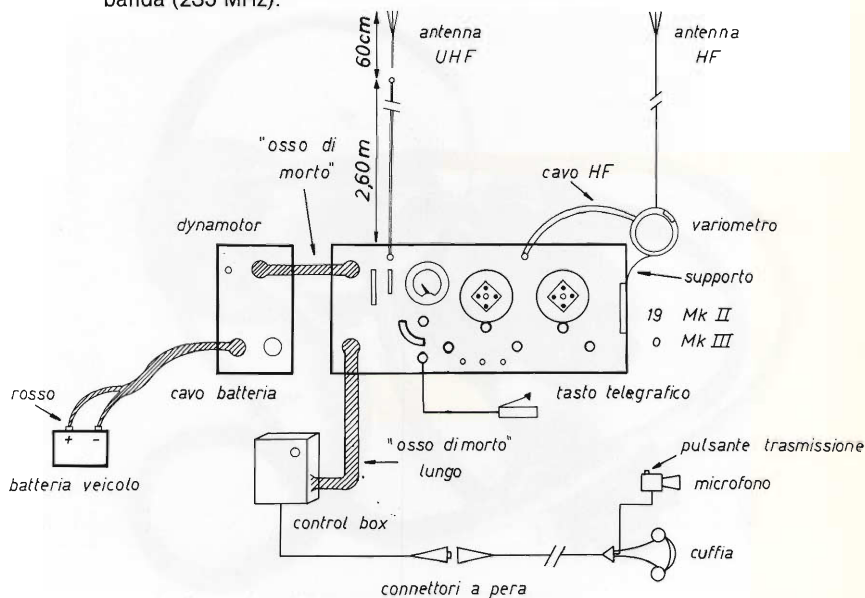 banda (235 MHz).
60cm
antenna
UHF
antenna
HF
2,60m
"osso di
morto"
cavo HF
dynamotor
variometro
supporto
19 Mk II
o Mk III
rosso
cavo batteria
tasto telegrafico
+ -
batteria veicolo
"osso di morto"
lungo
pulsante trasmissione
microfono
control box
cuffia
connettori a pera